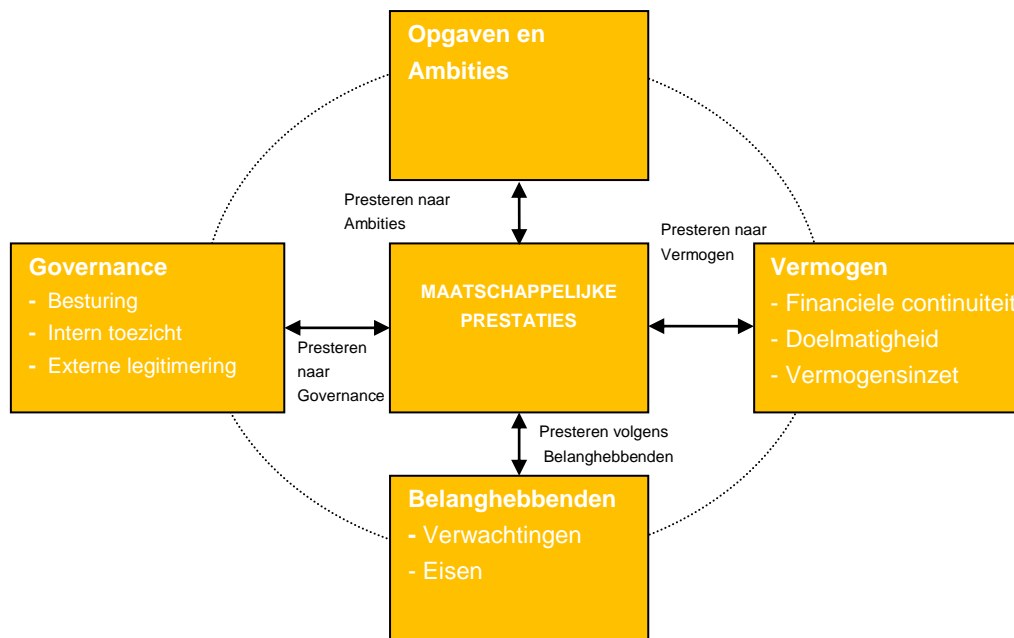 Opgaven en
Ambities
Presteren naar
Ambities
Presteren naar
Vermogen
Governance
- Besturing
- Intern toezicht
- Externe legitimering
MAATSCHAPPELIJKE
PRESTATIES
Vermogen
- Financiele continuiteit
- Doelmatigheid
- Vermogensinzet
Presteren
naar
Governance
Presteren volgens
Belanghebbenden
Belanghebbenden
- Verwachtingen
- Eisen